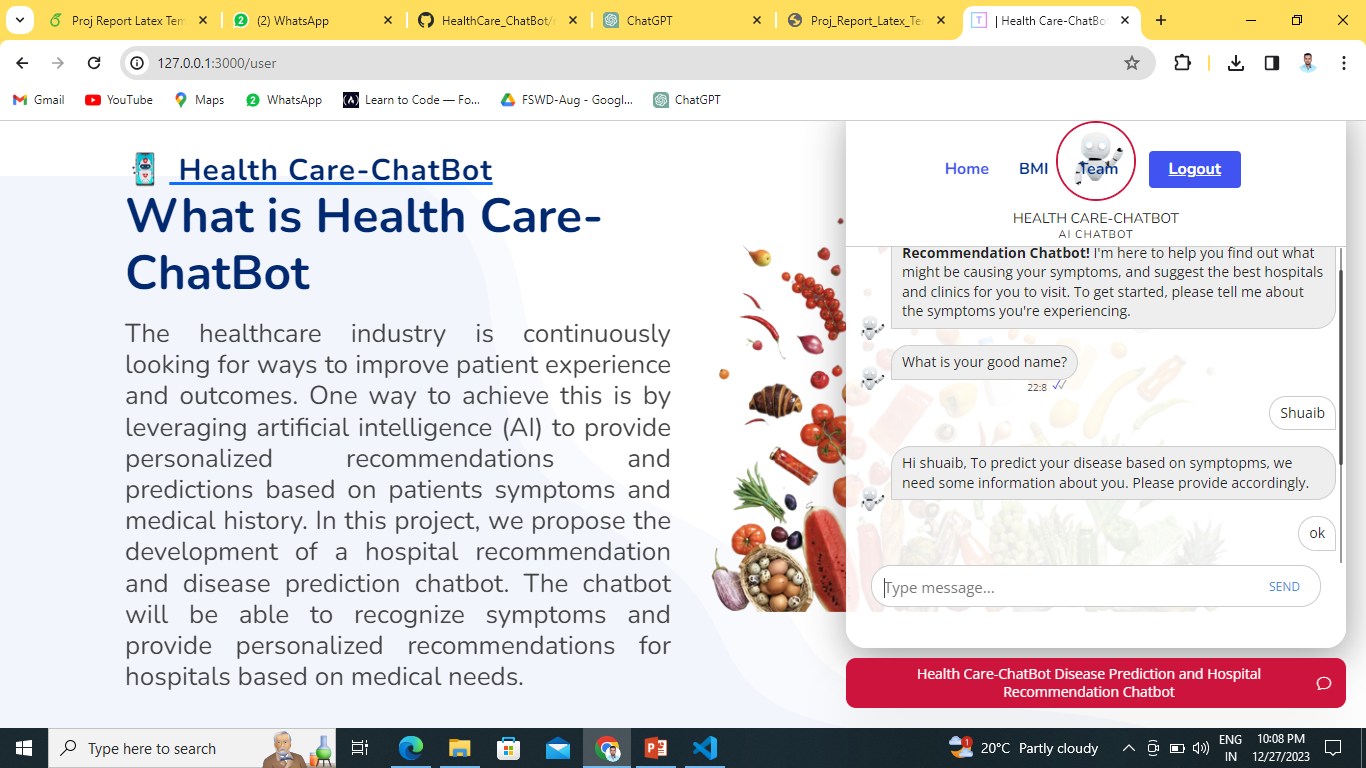 Proj Report Latex Tem
(2) WhatsApp
HealthCare_ChatBot/r
ChatGPT
Proj_Report_Latex_Te
| Health Care-ChatBot
127.0.0.1:3000/user
Gmail
YouTube
Maps
WhatsApp
Learn to Code — Fo...
FSWD-Aug - Googl...
ChatGPT
Health Care-ChatBot
What is Health Care-
ChatBot
The healthcare industry is continuously
looking for ways to improve patient experience
and outcomes. One way to achieve this is by
leveraging artificial intelligence (AI) to provide
personalized recommendations and
predictions based on patients symptoms and
medical history. In this project, we propose the
development of a hospital recommendation
and disease prediction chatbot. The chatbot
will be able to recognize symptoms and
provide personalized recommendations for
hospitals based on medical needs.
Home
BMI
Team
Logout
HEALTH CARE-CHATBOT
AI CHATBOT
Recommendation Chatbot! I'm here to help you find out what
might be causing your symptoms, and suggest the best hospitals
and clinics for you to visit. To get started, please tell me about
the symptoms you're experiencing.
What is your good name?
22:8
Shuaib
Hi shuaib, To predict your disease based on symptopms, we
need some information about you. Please provide accordingly.
ok
Type message...
SEND
Health Care-ChatBot Disease Prediction and Hospital
Recommendation Chatbot
Type here to search
1
20°C Partly cloudy
ENG
IN
10:08 PM
12/27/2023